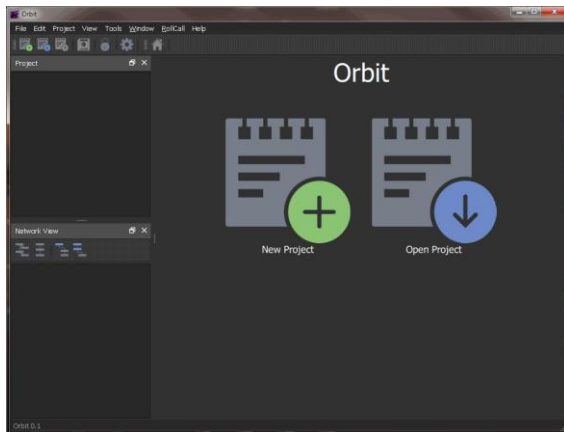 Orbit
File Edit Project View Tools Window RollCall Help
Project
Orbit
New Project
Open Project
Network View
Orbit 0.1